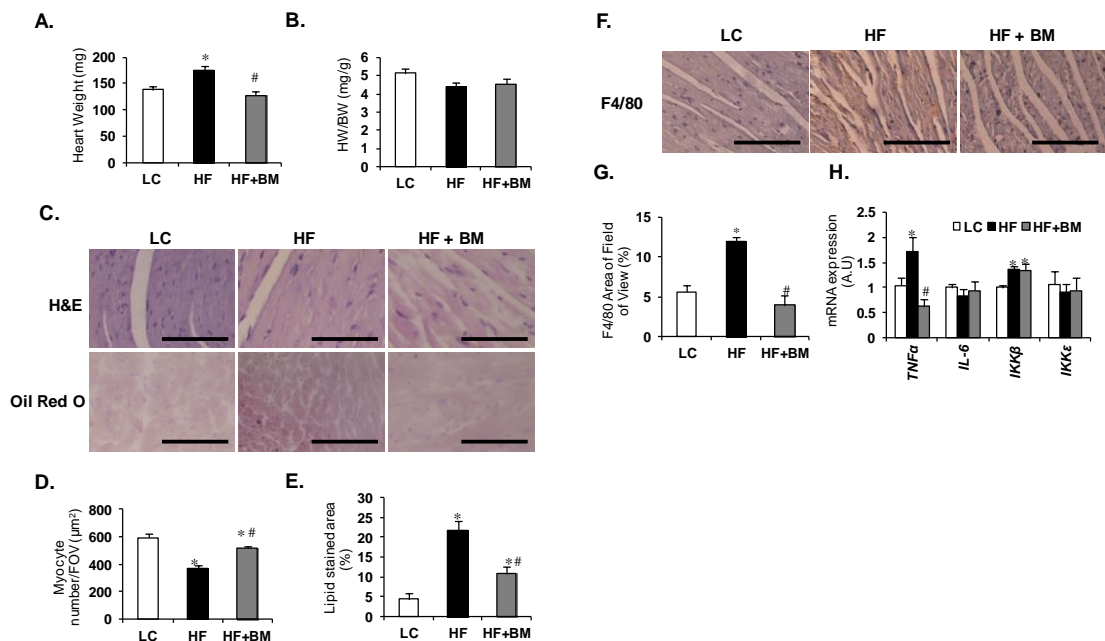 A.
Heart Weight (mg)
200
150
100
50
0
*
#
LC HF HF+BM
B.
HW/BW (mg/g)
6
5
4
3
2
1
0
LC HF HF+BM
C.
LC HF HF + BM
H&E
Oil Red O
D.
Myocyte
number/FOV (μm²)
800
600
400
200
0
*
*#
LC HF HF+BM
E.
Lipid stained area
(%)
30
25
20
15
10
5
0
*
*#
LC HF HF+BM
F.
LC HF HF + BM
F4/80
G.
F4/80 Area of Field
of View (%)
15
10
5
0
*
#
LC HF HF+BM
H.
mRNA expression
(A.U)
2.5
2
1.5
1
0.5
0
LC HF HF+BM
*
#
* *
TNFα IL-6 IKKβ IKKε